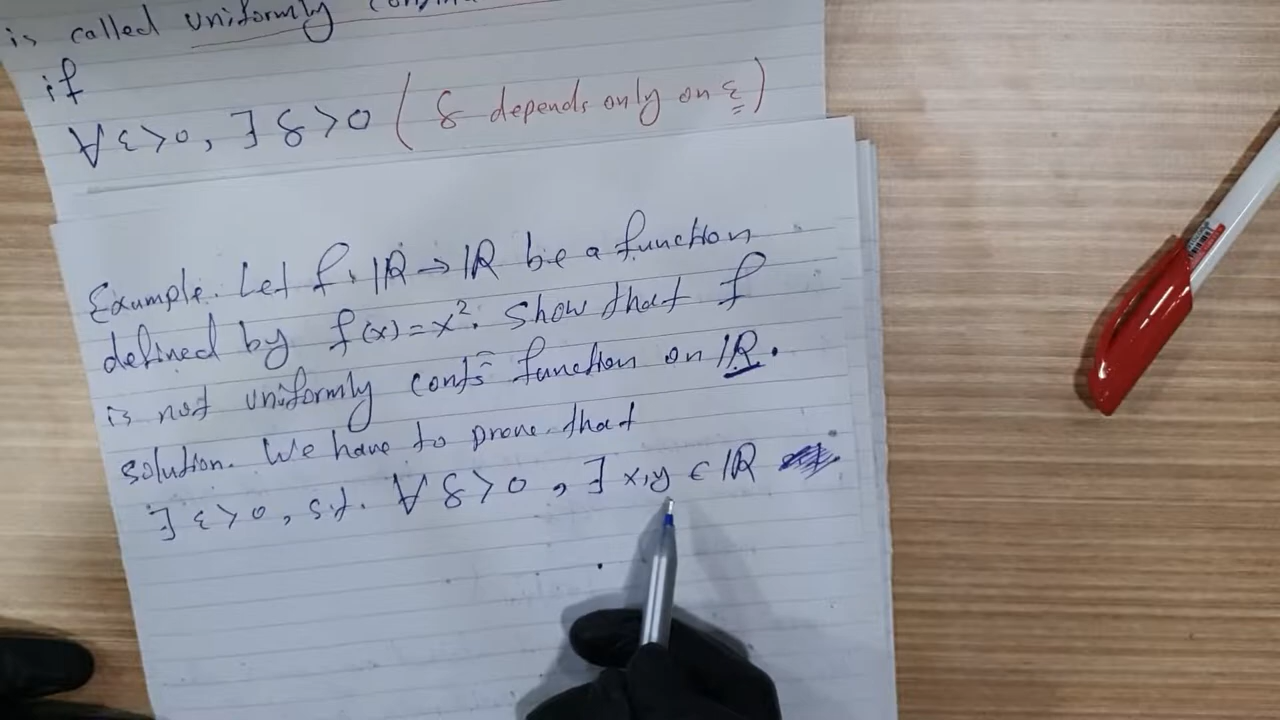 is called uniformly
if
∀ ε>0, ∃ δ>0 ( δ depends only on ε )
Example. Let f: ℝ → ℝ be a function
defined by f(x)=x². Show that f
is not uniformly conts function on ℝ.
Solution. We have to prove that
∃ ε>0, s.t. ∀ δ>0, ∃ x,y ∈ ℝ